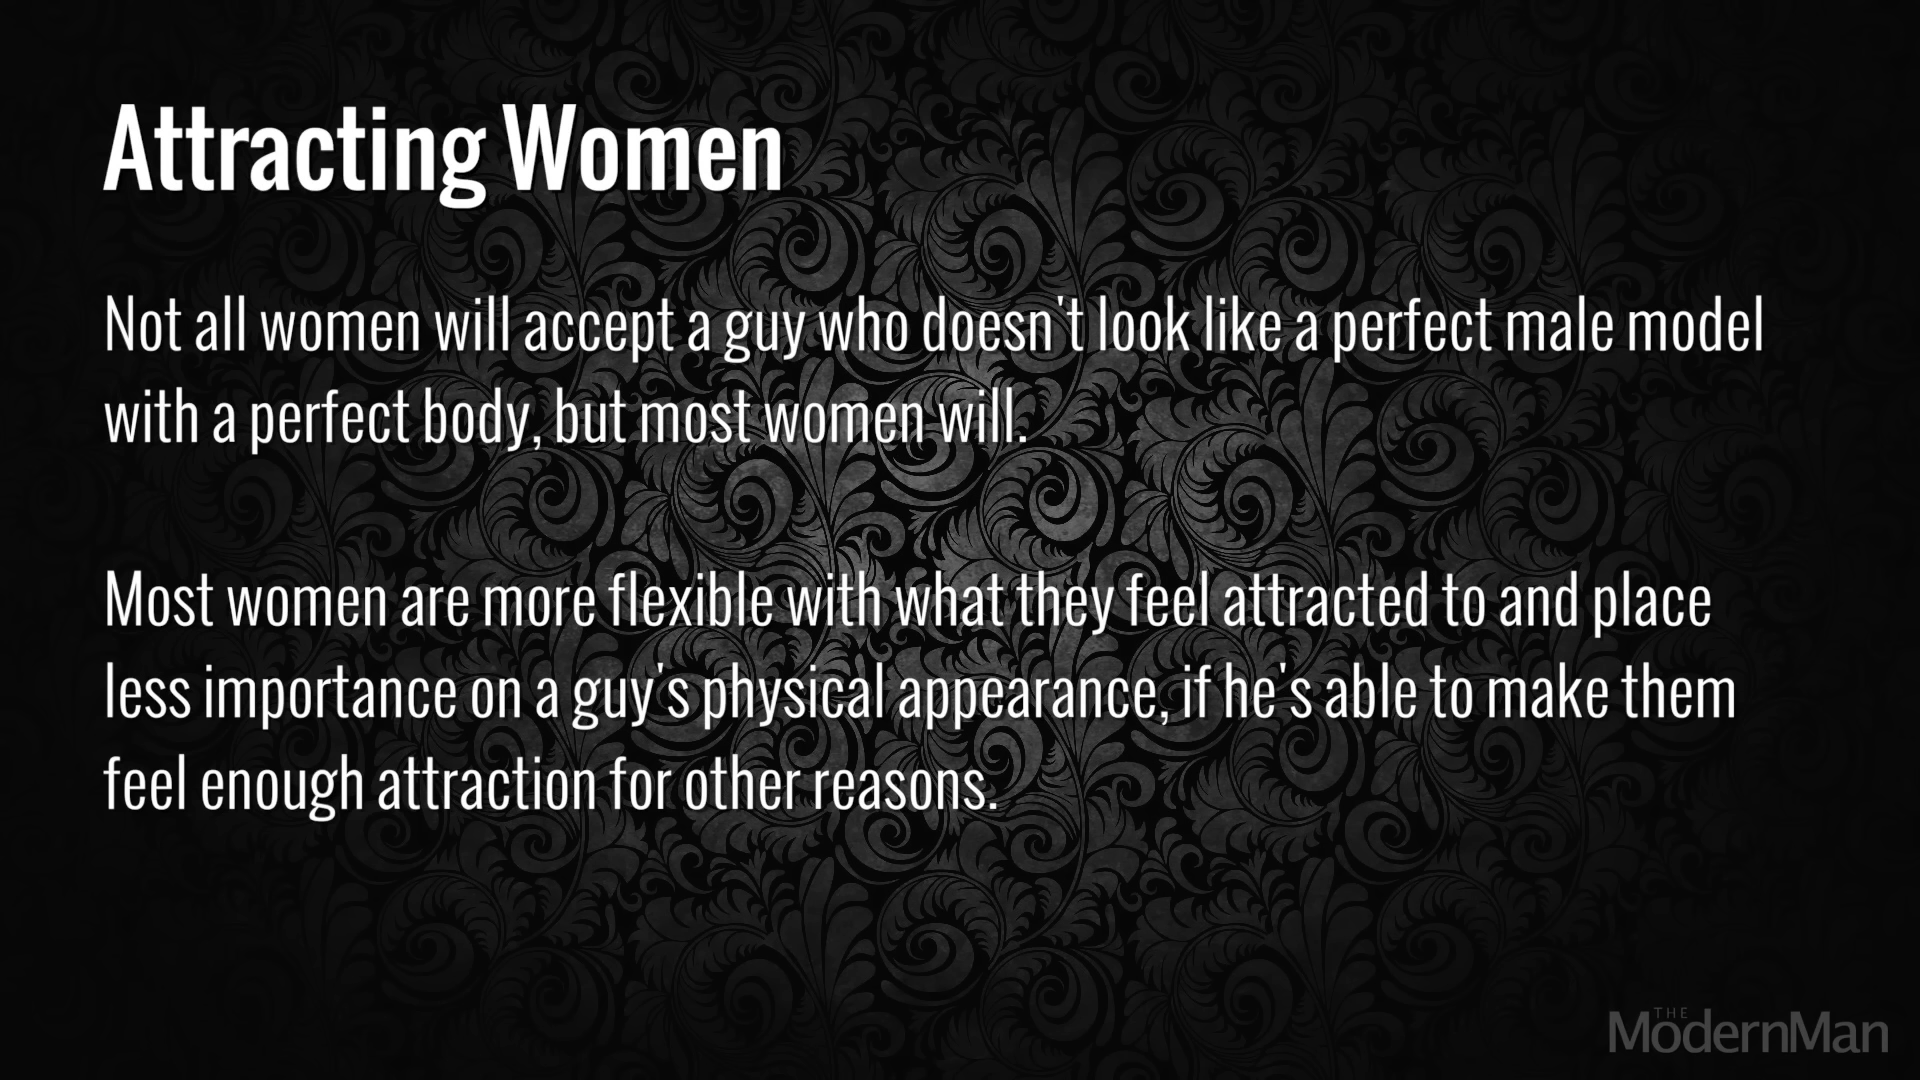 Attracting Women
Not all women will accept a guy who doesn't look like a perfect male model
with a perfect body, but most women will.
Most women are more flexible with what they feel attracted to and place
less importance on a guy's physical appearance, if he's able to make them
feel enough attraction for other reasons.
THE
ModernMan